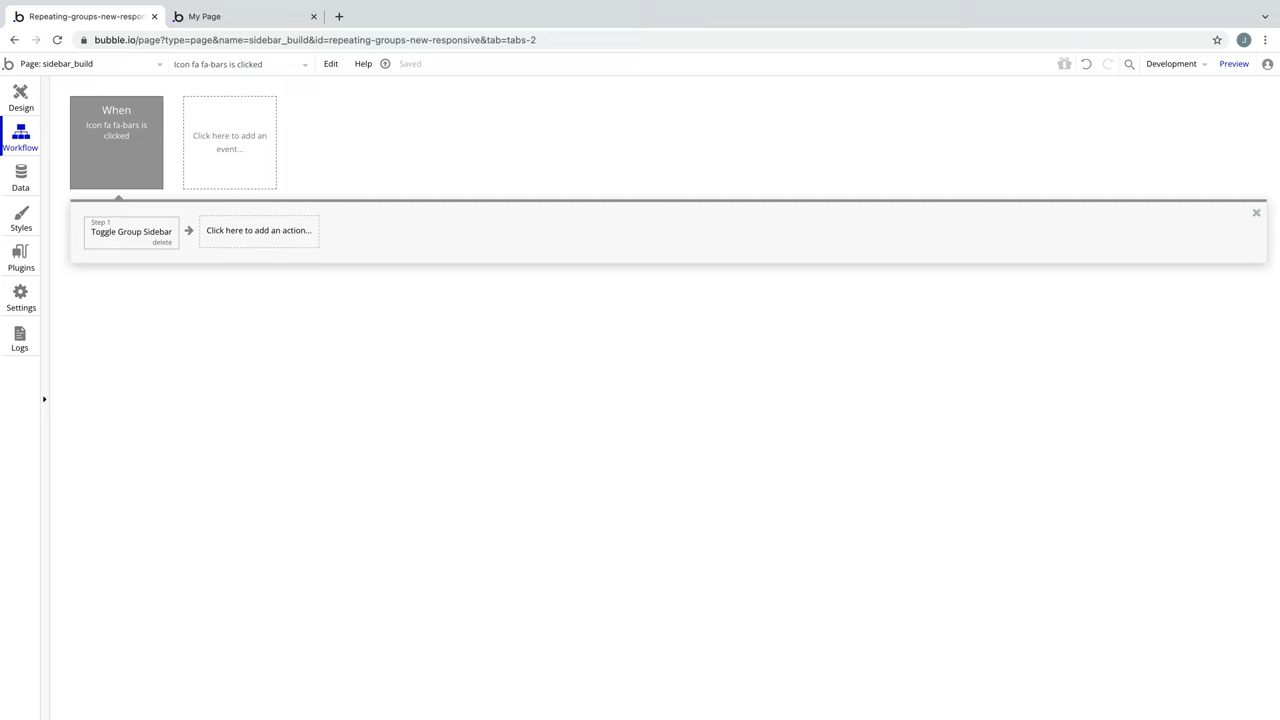 Repeating-groups-new-respon
My Page
bubble.io/page?type=page&name=sidebar_build&id=repeating-groups-new-responsive&tab=tabs-2
J
Page: sidebar_build
Icon fa fa-bars is clicked
Edit
Help
Saved
Development
Preview
Design
Workflow
Data
Styles
Plugins
Settings
Logs
When
Icon fa fa-bars is
clicked
Click here to add an
event...
Step 1
Toggle Group Sidebar
delete
Click here to add an action...